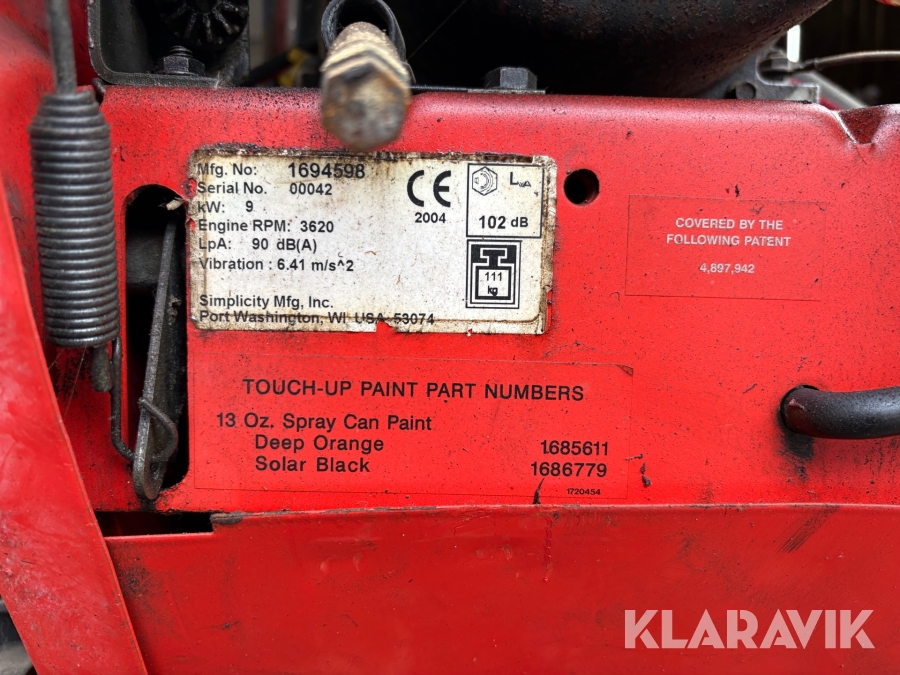 Mfg. No: 1694598
Serial No. 00042
kW: 9
Engine RPM: 3620
LpA: 90 dB(A)
Vibration : 6.41 m/s^2
Simplicity Mfg, Inc.
Port Washington, WI USA 53074
CE
2004
LwA
102 dB
111
kg
COVERED BY THE
FOLLOWING PATENT
4,897,942
TOUCH-UP PAINT PART NUMBERS
13 Oz. Spray Can Paint
Deep Orange 1685611
Solar Black 1686779
1720454
KLARAVIK